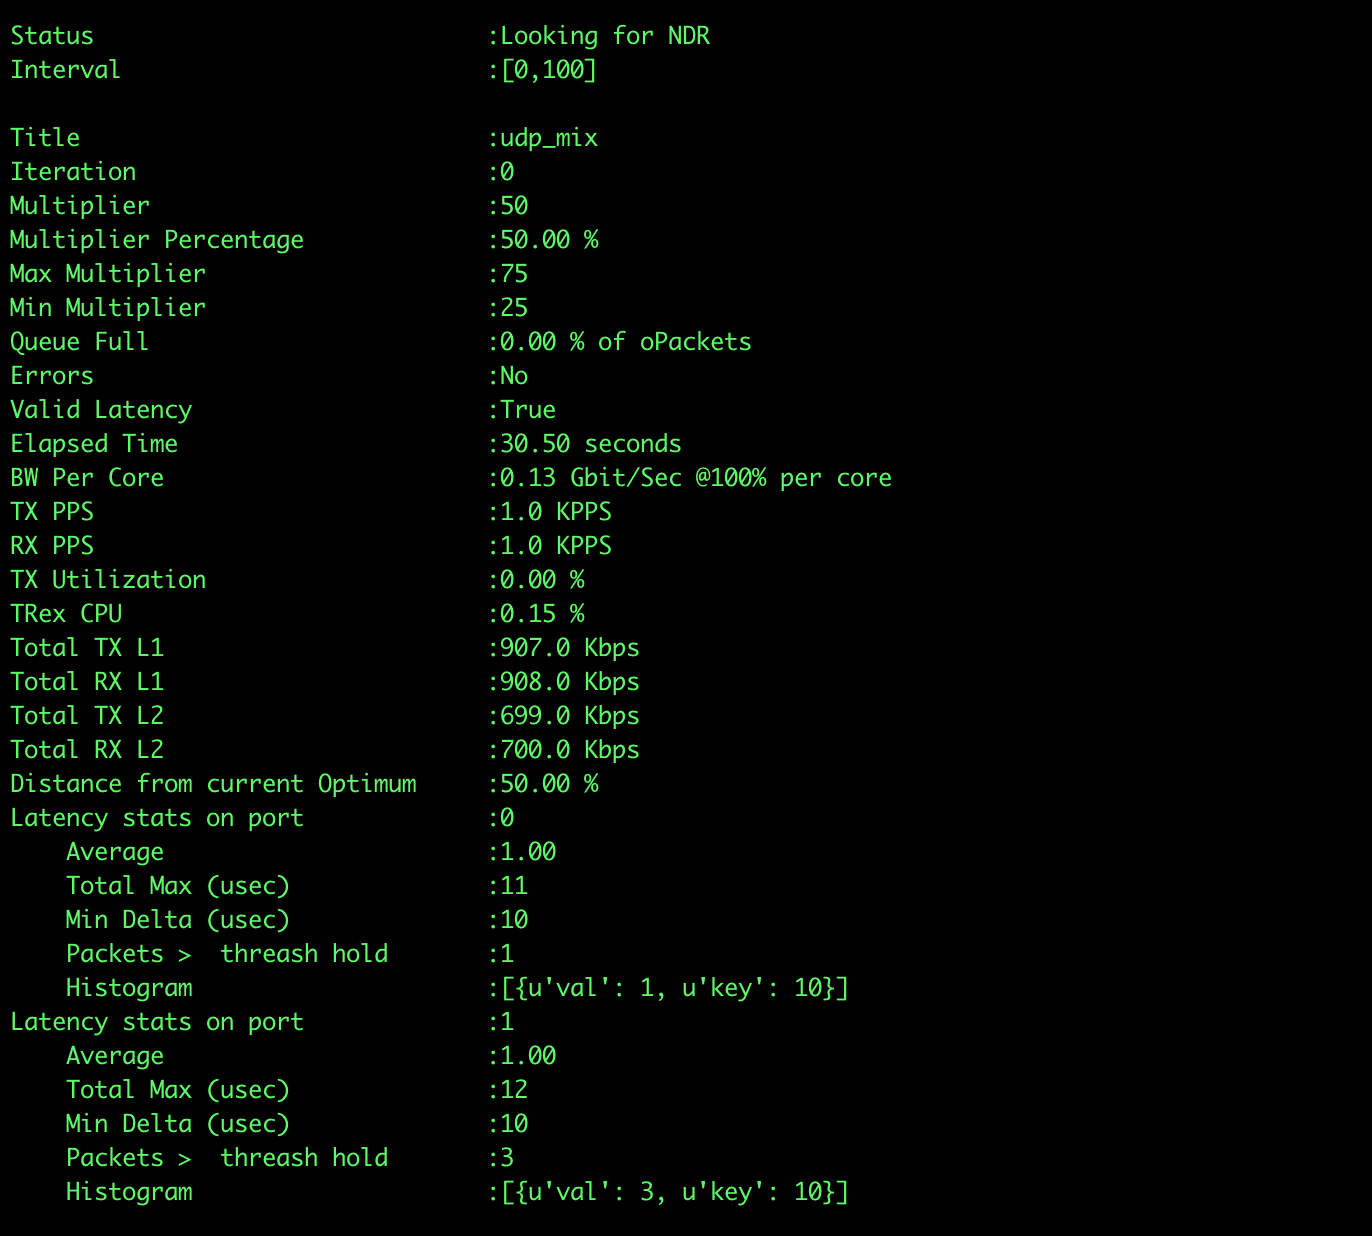 Status :Looking for NDR
Interval :[0,100]
Title :udp_mix
Iteration :0
Multiplier :50
Multiplier Percentage :50.00 %
Max Multiplier :75
Min Multiplier :25
Queue Full :0.00 % of oPackets
Errors :No
Valid Latency :True
Elapsed Time :30.50 seconds
BW Per Core :0.13 Gbit/Sec @100% per core
TX PPS :1.0 KPPS
RX PPS :1.0 KPPS
TX Utilization :0.00 %
TRex CPU :0.15 %
Total TX L1 :907.0 Kbps
Total RX L1 :908.0 Kbps
Total TX L2 :699.0 Kbps
Total RX L2 :700.0 Kbps
Distance from current Optimum :50.00 %
Latency stats on port :0
Average :1.00
Total Max (usec) :11
Min Delta (usec) :10
Packets >  threash hold :1
Histogram :[{u'val': 1, u'key': 10}]
Latency stats on port :1
Average :1.00
Total Max (usec) :12
Min Delta (usec) :10
Packets >  threash hold :3
Histogram :[{u'val': 3, u'key': 10}]